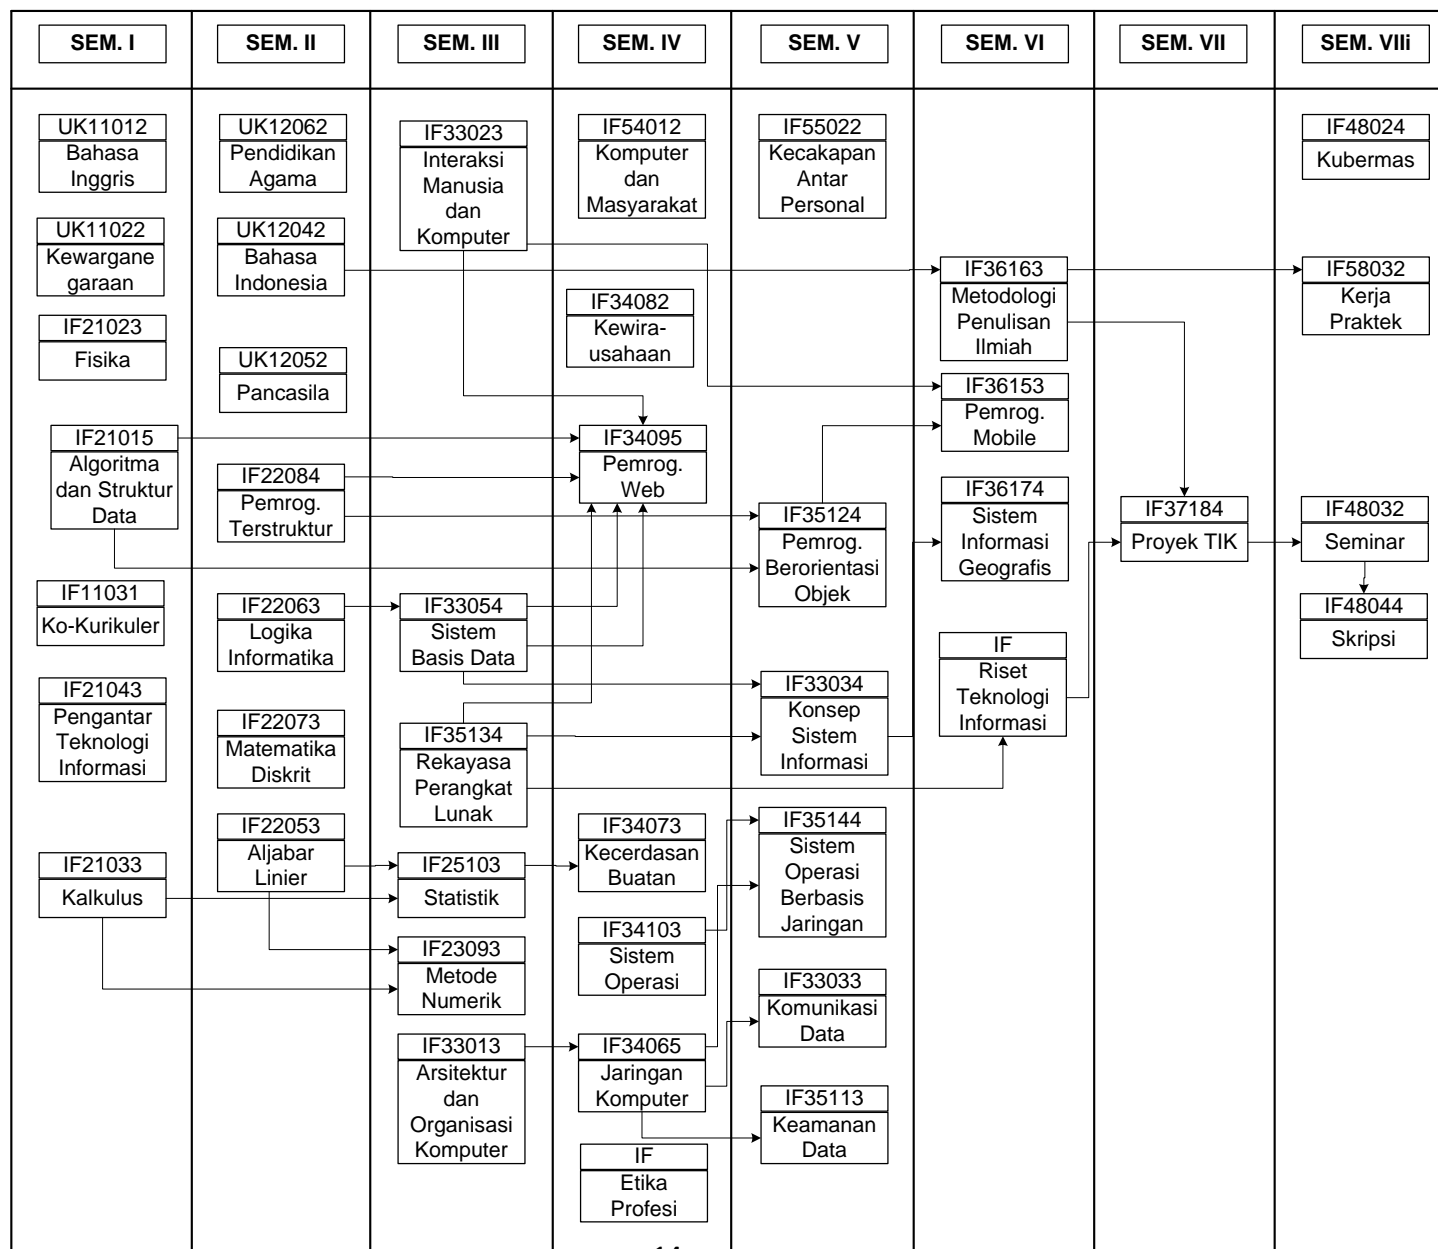 SEM. I
SEM. II
SEM. III
SEM. IV
SEM. V
SEM. VI
SEM. VII
SEM. VIIi
UK11012
Bahasa
Inggris
UK11022
Kewargane
garaan
IF21023
Fisika
IF21015
Algoritma
dan Struktur
Data
IF11031
Ko-Kurikuler
IF21043
Pengantar
Teknologi
Informasi
IF21033
Kalkulus
UK12062
Pendidikan
Agama
UK12042
Bahasa
Indonesia
UK12052
Pancasila
IF22084
Pemrog.
Terstruktur
IF22063
Logika
Informatika
IF22073
Matematika
Diskrit
IF22053
Aljabar
Linier
IF33023
Interaksi
Manusia
dan
Komputer
IF33054
Sistem
Basis Data
IF35134
Rekayasa
Perangkat
Lunak
IF25103
Statistik
IF23093
Metode
Numerik
IF33013
Arsitektur
dan
Organisasi
Komputer
IF54012
Komputer
dan
Masyarakat
IF34082
Kewira-
usahaan
IF34095
Pemrog.
Web
IF34073
Kecerdasan
Buatan
IF34103
Sistem
Operasi
IF34065
Jaringan
Komputer
IF
Etika
Profesi
IF55022
Kecakapan
Antar
Personal
IF35124
Pemrog.
Berorientasi
Objek
IF33034
Konsep
Sistem
Informasi
IF35144
Sistem
Operasi
Berbasis
Jaringan
IF33033
Komunikasi
Data
IF35113
Keamanan
Data
IF36163
Metodologi
Penulisan
Ilmiah
IF36153
Pemrog.
Mobile
IF36174
Sistem
Informasi
Geografis
IF
Riset
Teknologi
Informasi
IF37184
Proyek TIK
IF48024
Kubermas
IF58032
Kerja
Praktek
IF48032
Seminar
IF48044
Skripsi